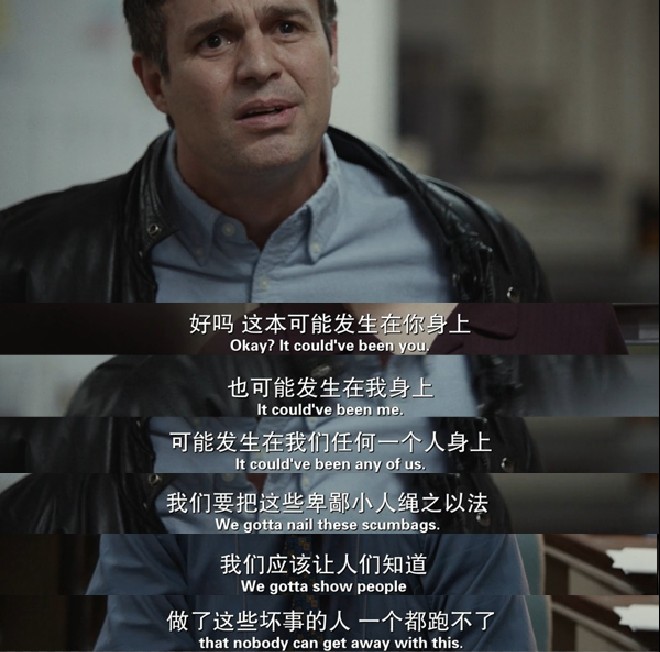 好吗 这本可能发生在你身上
Okay? It could've been you.
也可能发生在我身上
It could've been me.
可能发生在我们任何一个人身上
It could've been any of us.
我们要把这些卑鄙小人绳之以法
We gotta nail these scumbags.
我们应该让人们知道
We gotta show people
做了这些坏事的人 一个都跑不了
that nobody can get away with this.